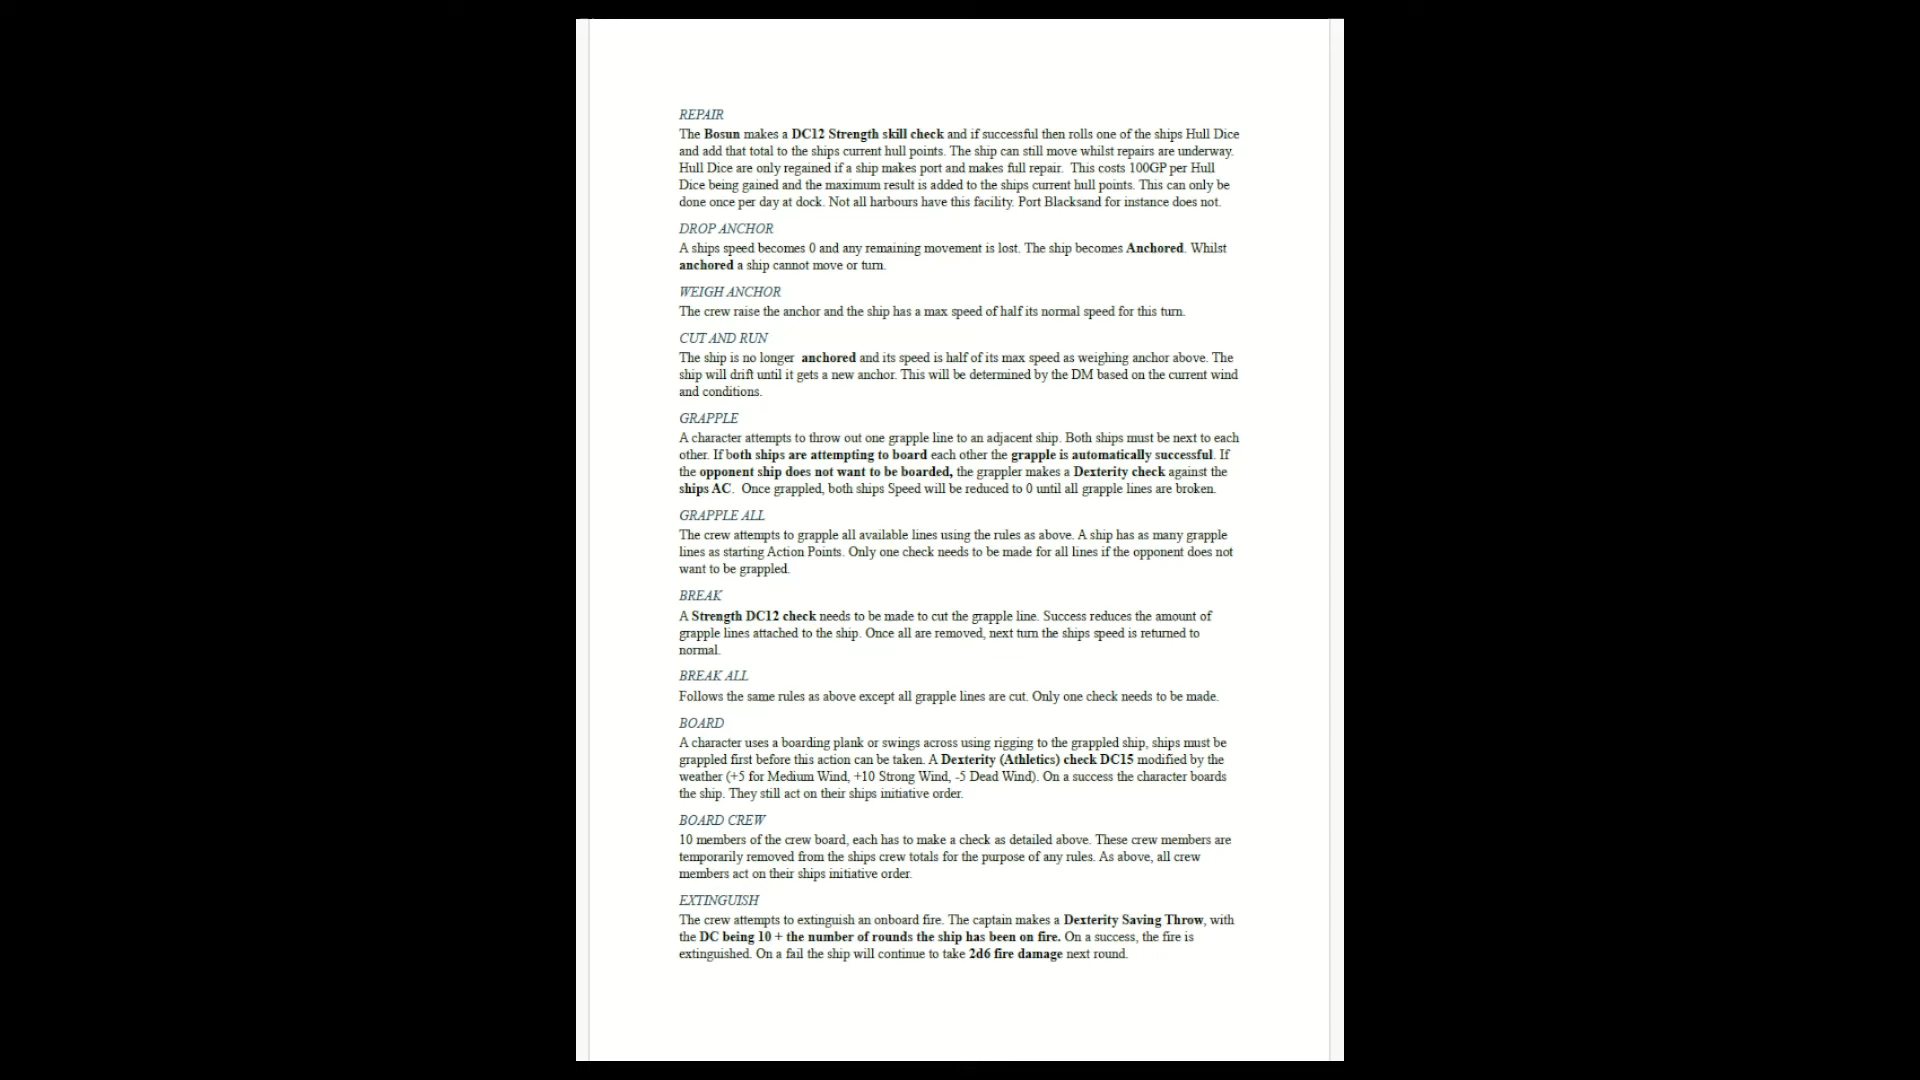 REPAIR
The Bosun makes a DC12 Strength skill check and if successful then rolls one of the ships Hull Dice
and add that total to the ships current hull points. The ship can still move whilst repairs are underway.
Hull Dice are only regained if a ship makes port and makes full repair.  This costs 100GP per Hull
Dice being gained and the maximum result is added to the ships current hull points. This can only be
done once per day at dock. Not all harbours have this facility. Port Blacksand for instance does not.
DROP ANCHOR
A ships speed becomes 0 and any remaining movement is lost. The ship becomes Anchored. Whilst
anchored a ship cannot move or turn.
WEIGH ANCHOR
The crew raise the anchor and the ship has a max speed of half its normal speed for this turn.
CUT AND RUN
The ship is no longer  anchored and its speed is half of its max speed as weighing anchor above. The
ship will drift until it gets a new anchor. This will be determined by the DM based on the current wind
and conditions.
GRAPPLE
A character attempts to throw out one grapple line to an adjacent ship. Both ships must be next to each
other. If both ships are attempting to board each other the grapple is automatically successful. If
the opponent ship does not want to be boarded, the grappler makes a Dexterity check against the
ships AC.  Once grappled, both ships Speed will be reduced to 0 until all grapple lines are broken.
GRAPPLE ALL
The crew attempts to grapple all available lines using the rules as above. A ship has as many grapple
lines as starting Action Points. Only one check needs to be made for all lines if the opponent does not
want to be grappled.
BREAK
A Strength DC12 check needs to be made to cut the grapple line. Success reduces the amount of
grapple lines attached to the ship. Once all are removed, next turn the ships speed is returned to
normal.
BREAK ALL
Follows the same rules as above except all grapple lines are cut. Only one check needs to be made.
BOARD
A character uses a boarding plank or swings across using rigging to the grappled ship, ships must be
grappled first before this action can be taken. A Dexterity (Athletics) check DC15 modified by the
weather (+5 for Medium Wind, +10 Strong Wind, -5 Dead Wind). On a success the character boards
the ship. They still act on their ships initiative order.
BOARD CREW
10 members of the crew board, each has to make a check as detailed above. These crew members are
temporarily removed from the ships crew totals for the purpose of any rules. As above, all crew
members act on their ships initiative order.
EXTINGUISH
The crew attempts to extinguish an onboard fire. The captain makes a Dexterity Saving Throw, with
the DC being 10 + the number of rounds the ship has been on fire. On a success, the fire is
extinguished. On a fail the ship will continue to take 2d6 fire damage next round.